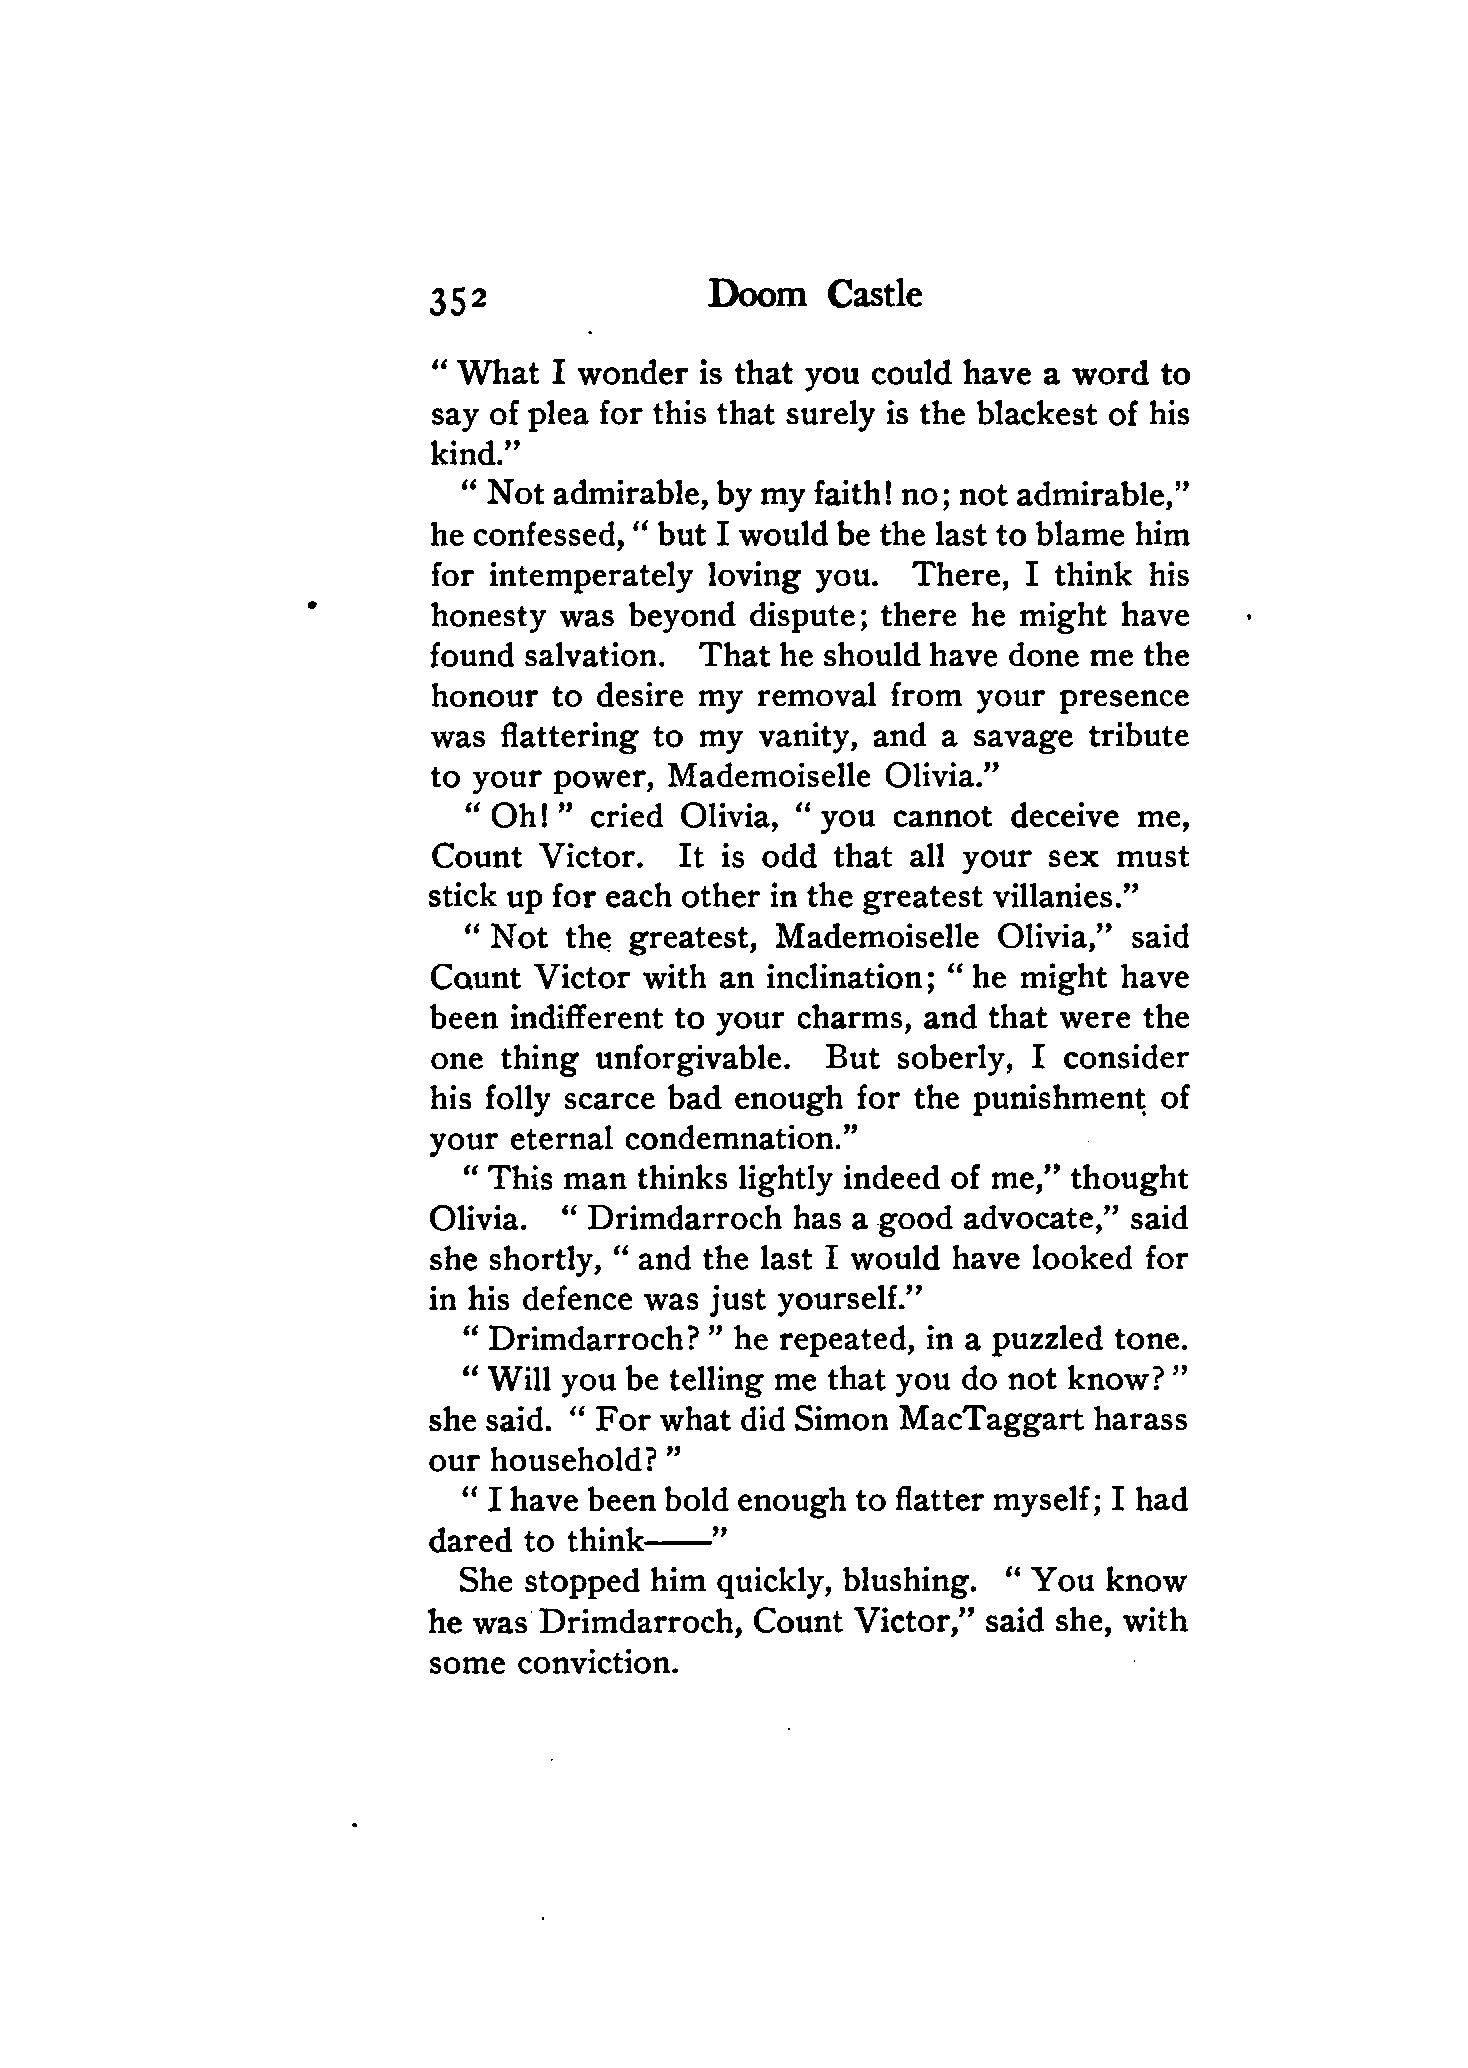 352 Doom Castle
“ What I wonder is that you could have a word to
say of plea for this that surely is the blackest of his
kind.”
“ Not admirable, by my faith! no; not admirable,”
he confessed, “ but I would be the last to blame him
for intemperately loving you. There, I think his
honesty was beyond dispute; there he might have
found salvation. That he should have done me the
honour to desire my removal from your presence
was flattering to my vanity, and a savage tribute
to your power, Mademoiselle Olivia.”
“ Oh! ” cried Olivia, “ you cannot deceive me,
Count Victor. It is odd that all your sex must
stick up for each other in the greatest villanies.”
“ Not the greatest, Mademoiselle Olivia,” said
Count Victor with an inclination; “ he might have
been indifferent to your charms, and that were the
one thing unforgivable. But soberly, I consider
his folly scarce bad enough for the punishment of
your eternal condemnation.”
“ This man thinks lightly indeed of me,” thought
Olivia. “ Drimdarroch has a good advocate,” said
she shortly, “ and the last I would have looked for
in his defence was just yourself.”
“ Drimdarroch? ” he repeated, in a puzzled tone.
“ Will you be telling me that you do not know? ”
she said. “ For what did Simon MacTaggart harass
our household? ”
“ I have been bold enough to flatter myself; I had
dared to think——”
She stopped him quickly, blushing. “ You know
he was Drimdarroch, Count Victor,” said she, with
some conviction.